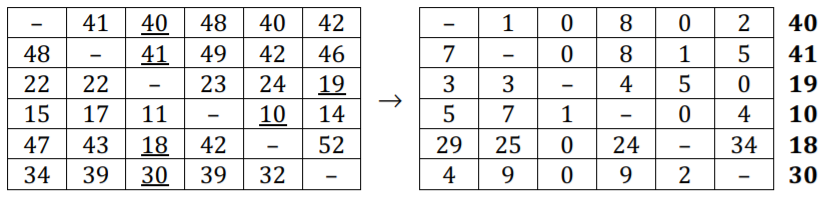 – 41 40 48 40 42 – 1 0 8 0 2 40
48 – 41 49 42 46 7 – 0 8 1 5 41
22 22 – 23 24 19 3 3 – 4 5 0 19
15 17 11 – 10 14 → 5 7 1 – 0 4 10
47 43 18 42 – 52 29 25 0 24 – 34 18
34 39 30 39 32 – 4 9 0 9 2 – 30